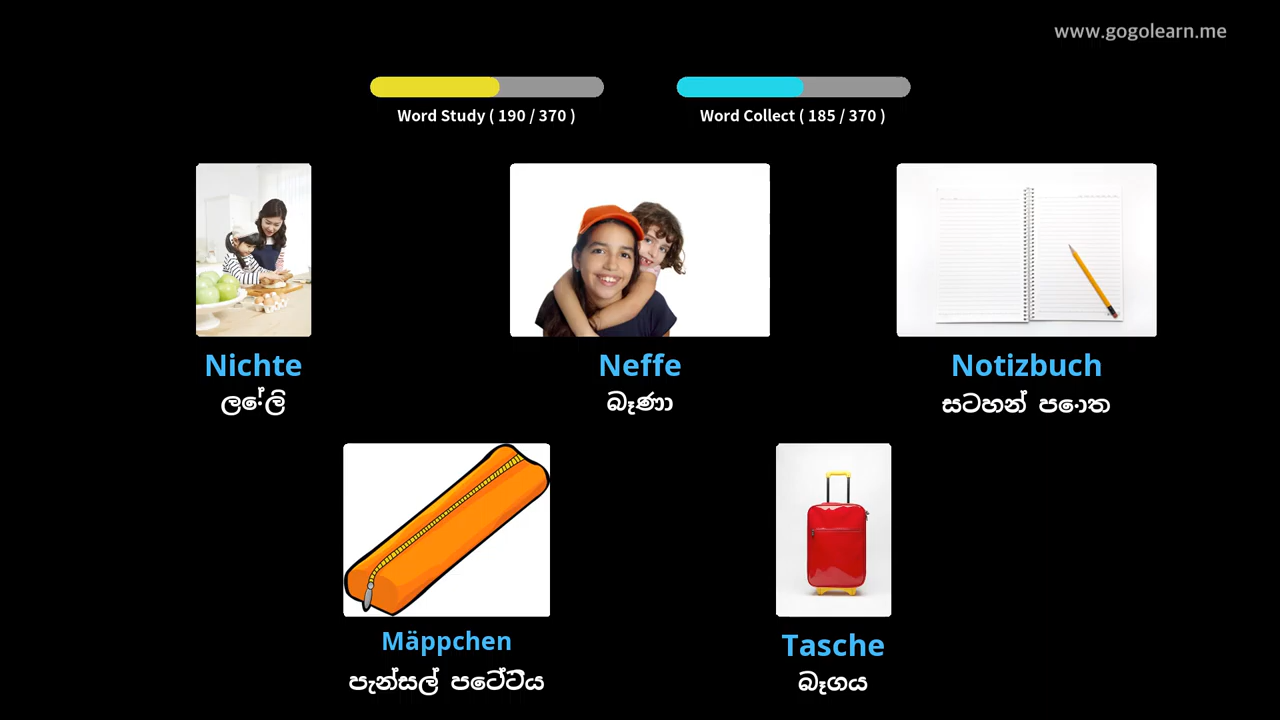 www.gogolearn.me
Word Study ( 190 / 370 )
Word Collect ( 185 / 370 )
Nichte
ලේලි
Neffe
බෑණා
Notizbuch
සටහන් පොත
Mäppchen
පැන්සල් පෙට්ටිය
Tasche
බෑගය